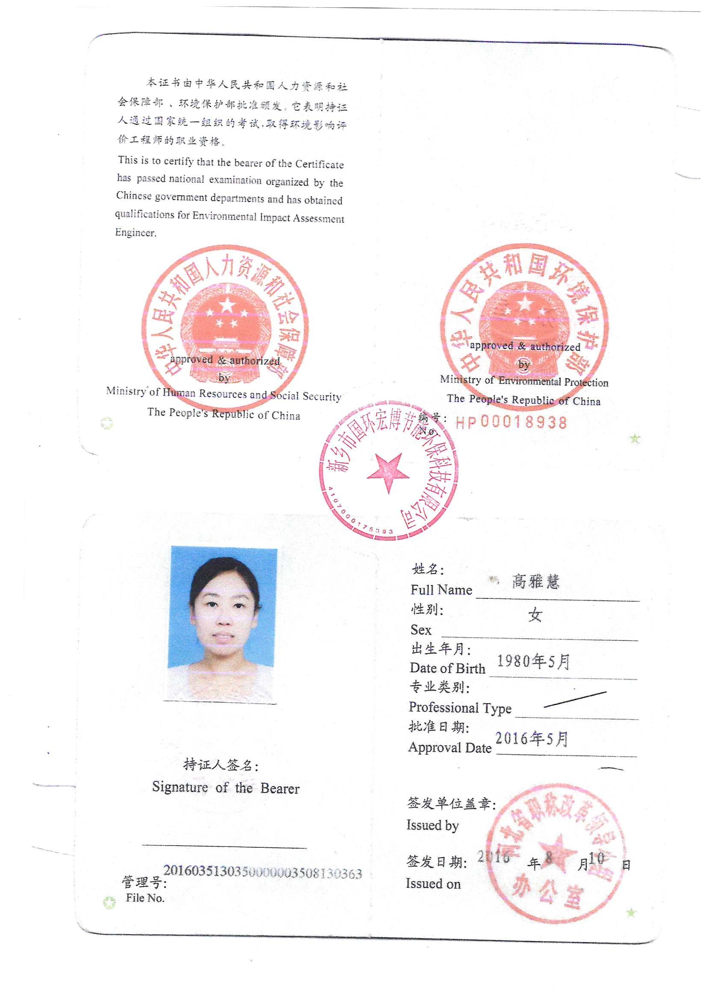 本证书由中华人民共和国人力资源和社
会保障部、环境保护部批准颁发。它表明持证
人通过国家统一组织的考试,取得环境影响评
价工程师的职业资格。
This is to certify that the bearer of the Certificate
has passed national examination organized by the
Chinese government departments and has obtained
qualifications for Environmental Impact Assessment
Engineer.
中华人民共和国人力资源和社会保障部
approved & authorized
by
Ministry of Human Resources and Social Security
The People's Republic of China
中华人民共和国环境保护部
approved & authorized
by
Ministry of Environmental Protection
The People's Republic of China
编号: HP00018938
No
新乡市国环宏博节能环保科技有限公司
4107000175393
姓名:
Full Name 高雅慧
性别:
Sex 女
出生年月:
Date of Birth 1980年5月
专业类别:
Professional Type
批准日期:
Approval Date 2016年5月
持证人签名:
Signature of the Bearer
管理号: 2016035130350000003508130363
File No.
签发单位盖章:
Issued by
河北省职称改革领导小组
办公室
签发日期: 2016 年 8 月 10 日
Issued on